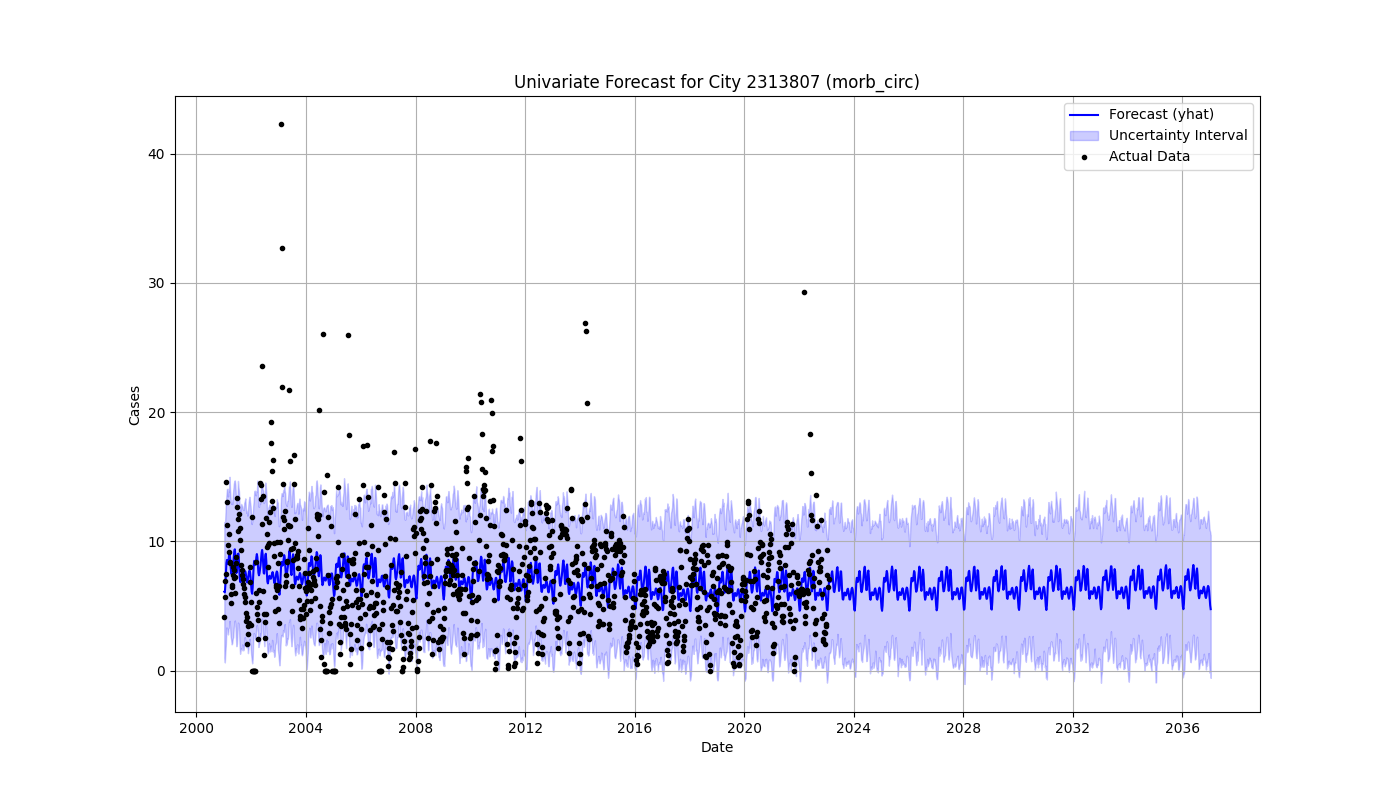 Univariate Forecast for City 2313807 (morb_circ)
Forecast (yhat)
Uncertainty Interval
Actual Data
Cases
40
30
20
10
0
2000 2004 2008 2012 2016 2020 2024 2028 2032 2036
Date